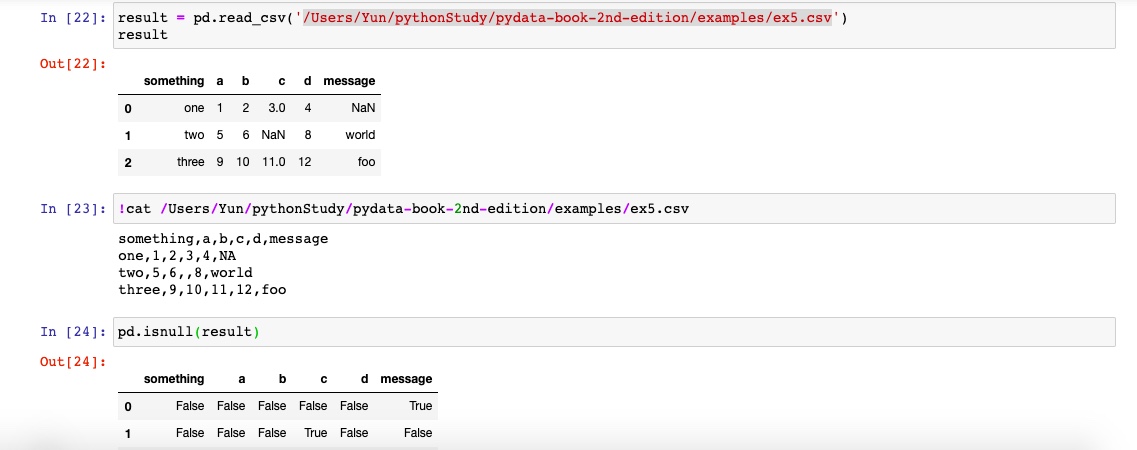 In [22]: result = pd.read_csv('/Users/Yun/pythonStudy/pydata-book-2nd-edition/examples/ex5.csv')
result
Out[22]:
something a b c d message
0 one 1 2 3.0 4 NaN
1 two 5 6 NaN 8 world
2 three 9 10 11.0 12 foo
In [23]: !cat /Users/Yun/pythonStudy/pydata-book-2nd-edition/examples/ex5.csv
something,a,b,c,d,message
one,1,2,3,4,NA
two,5,6,,8,world
three,9,10,11,12,foo
In [24]: pd.isnull(result)
Out[24]:
something a b c d message
0 False False False False False True
1 False False False True False False